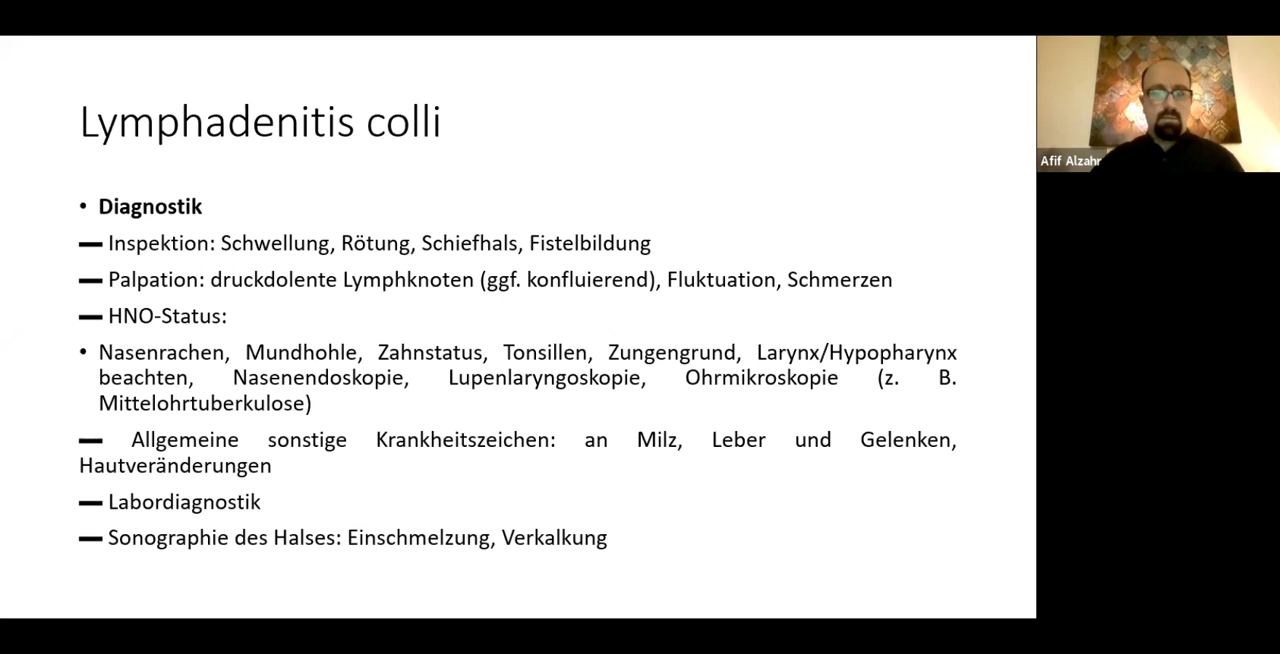 Lymphadenitis colli
• Diagnostik
— Inspektion: Schwellung, Rötung, Schiefhals, Fistelbildung
— Palpation: druckdolente Lymphknoten (ggf. konfluierend), Fluktuation, Schmerzen
— HNO-Status:
• Nasenrachen, Mundhohle, Zahnstatus, Tonsillen, Zungengrund, Larynx/Hypopharynx
beachten, Nasenendoskopie, Lupenlaryngoskopie, Ohrmikroskopie (z. B.
Mittelohrtuberkulose)
— Allgemeine sonstige Krankheitszeichen: an Milz, Leber und Gelenken,
Hautveränderungen
— Labordiagnostik
— Sonographie des Halses: Einschmelzung, Verkalkung
Afif Alzahr